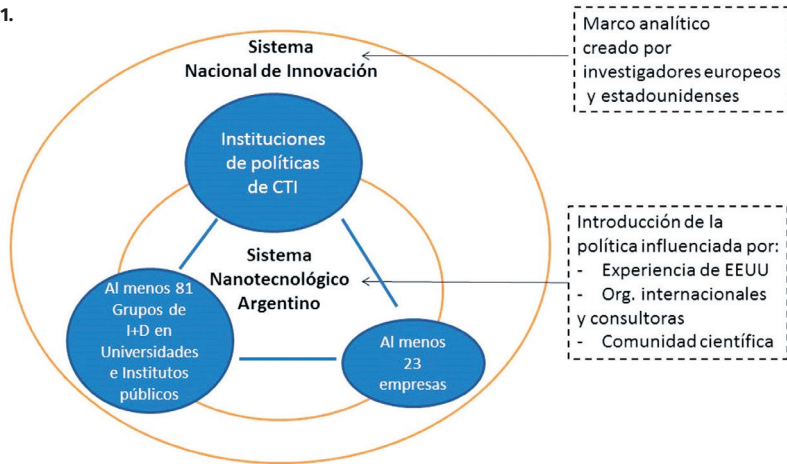 1.
Sistema
Nacional de Innovación
Marco analítico
creado por
investigadores europeos
y estadounidenses
Instituciones
de políticas
de CTI
Sistema
Nanotecnológico
Argentino
Introducción de la
política influenciada por:
- Experiencia de EEUU
- Org. internacionales
y consultoras
- Comunidad científica
Al menos 81
Grupos de
I+D en
Universidades
e Institutos
públicos
Al menos
23
empresas